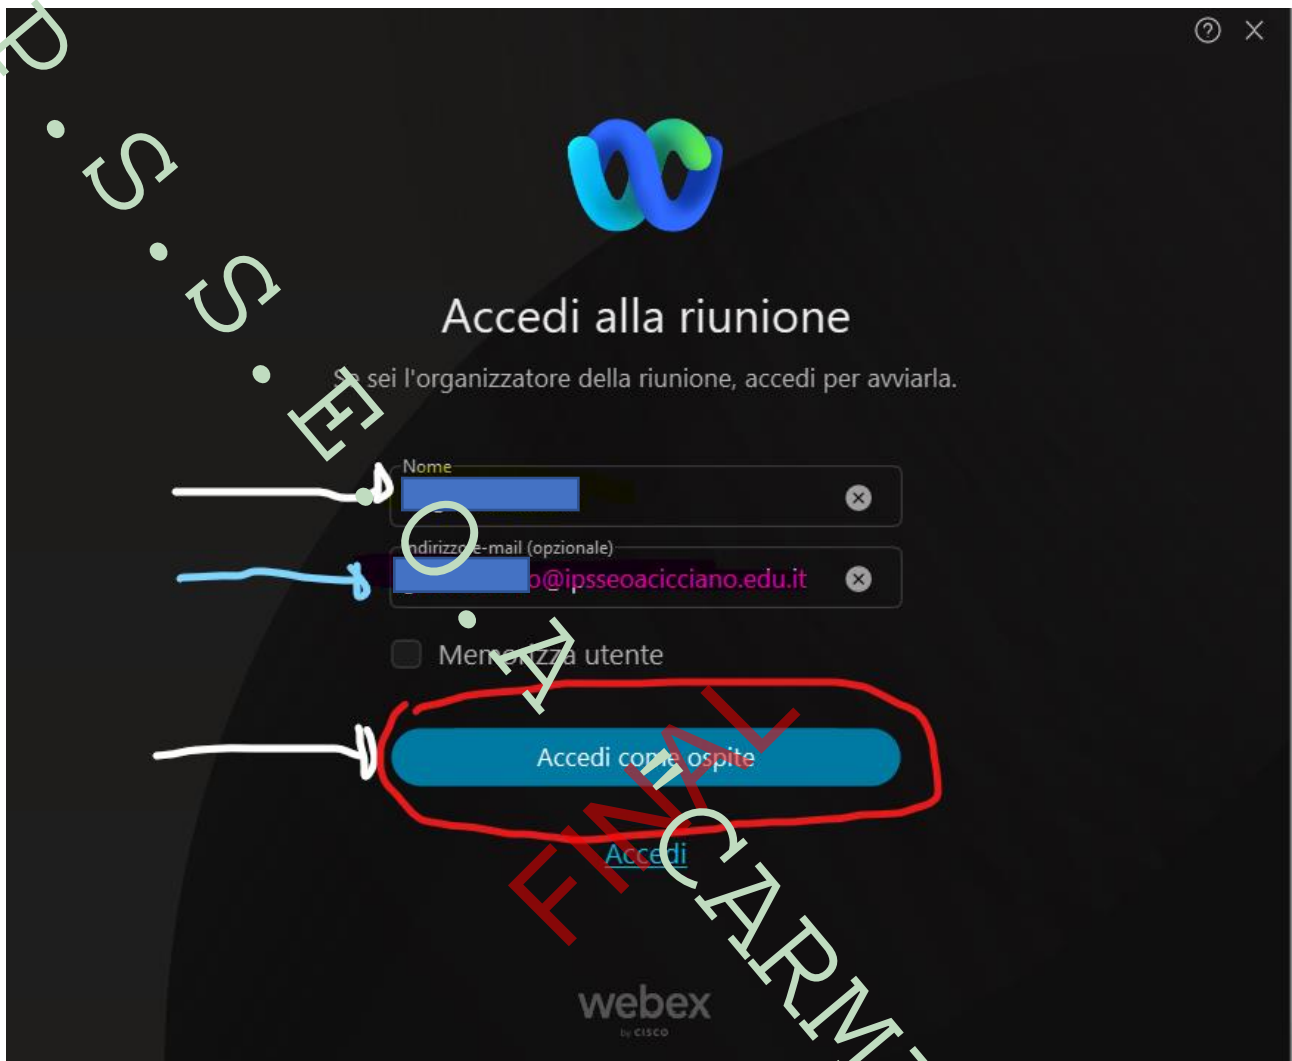 Accedi alla riunione
Se sei l'organizzatore della riunione, accedi per avviarla.
Nome
Indirizzo e-mail (opzionale)
o@ipsseoacicciano.edu.it
Memorizza utente
Accedi come ospite
Accedi
webex
by CISCO
P.S.S.E.O.A "CARM
FINAL